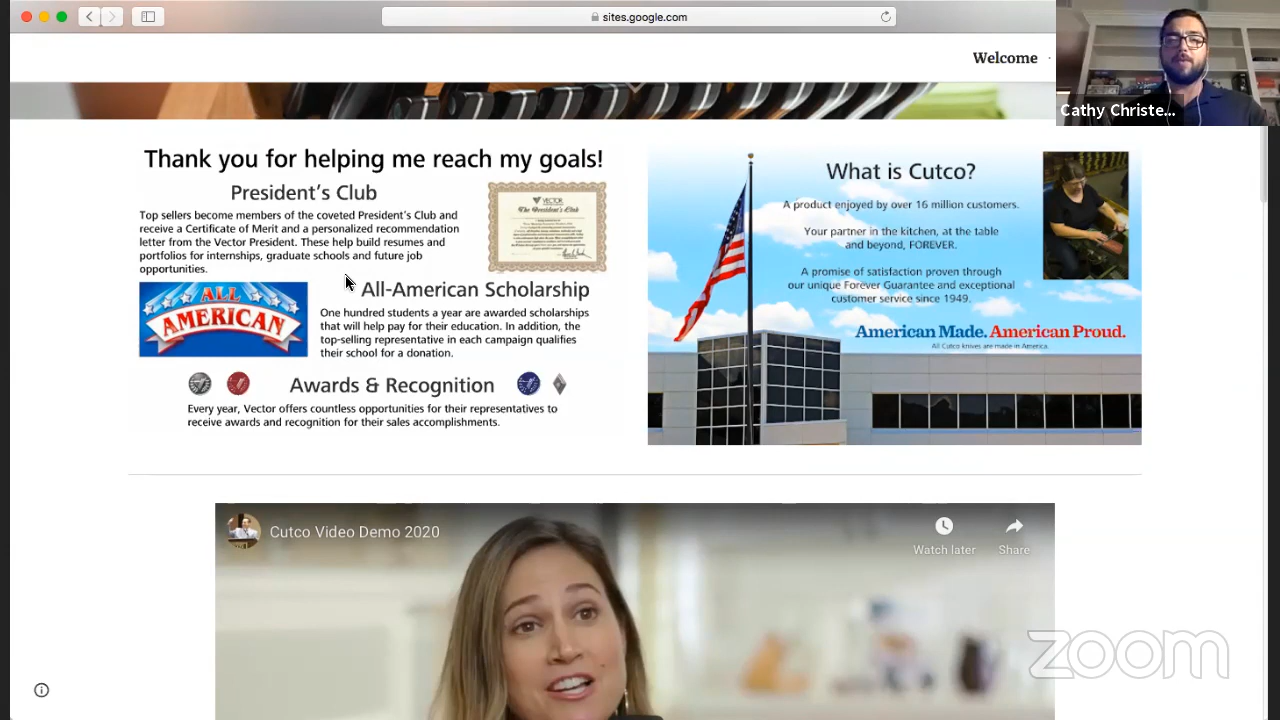 sites.google.com
Welcome
Cathy Christe...
Thank you for helping me reach my goals!
President's Club
Top sellers become members of the coveted President's Club and
receive a Certificate of Merit and a personalized recommendation
letter from the Vector President. These help build resumes and
portfolios for internships, graduate schools and future job
opportunities.
VECTOR
The President's Club
ALL
AMERICAN
All-American Scholarship
One hundred students a year are awarded scholarships
that will help pay for their education. In addition, the
top-selling representative in each campaign qualifies
their school for a donation.
Awards & Recognition
Every year, Vector offers countless opportunities for their representatives to
receive awards and recognition for their sales accomplishments.
What is Cutco?
A product enjoyed by over 16 million customers.
Your partner in the kitchen, at the table
and beyond, FOREVER.
A promise of satisfaction proven through
our unique Forever Guarantee and exceptional
customer service since 1949.
American Made. American Proud.
All Cutco knives are made in America.
Cutco Video Demo 2020
Watch later
Share
zoom